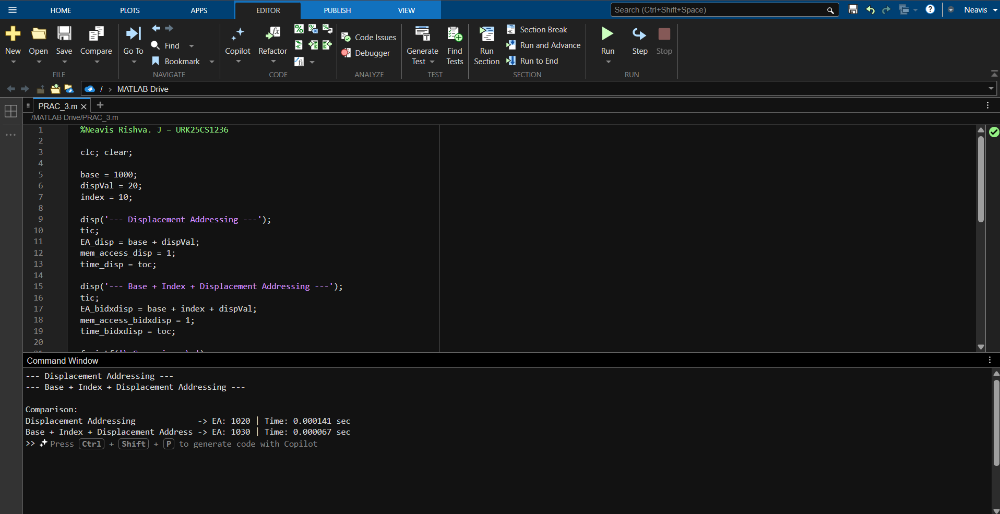 HOME PLOTS APPS EDITOR PUBLISH VIEW Search (Ctrl+Shift+Space) Neavis
New Open Save Compare Go To Find Bookmark Copilot Refactor Code Issues Debugger Generate Test Find Tests Run Section Section Break Run and Advance Run to End Run Step Stop
FILE NAVIGATE CODE ANALYZE TEST SECTION RUN
/ › MATLAB Drive
PRAC_3.m
/MATLAB Drive/PRAC_3.m
1 %Neavis Rishva. J - URK25CS1236
2
3 clc; clear;
4
5 base = 1000;
6 dispVal = 20;
7 index = 10;
8
9 disp('--- Displacement Addressing ---');
10 tic;
11 EA_disp = base + dispVal;
12 mem_access_disp = 1;
13 time_disp = toc;
14
15 disp('--- Base + Index + Displacement Addressing ---');
16 tic;
17 EA_bidxdisp = base + index + dispVal;
18 mem_access_bidxdisp = 1;
19 time_bidxdisp = toc;
20
Command Window
--- Displacement Addressing ---
--- Base + Index + Displacement Addressing ---
Comparison:
Displacement Addressing -> EA: 1020 | Time: 0.000141 sec
Base + Index + Displacement Address -> EA: 1030 | Time: 0.000067 sec
>> Press Ctrl + Shift + P to generate code with Copilot